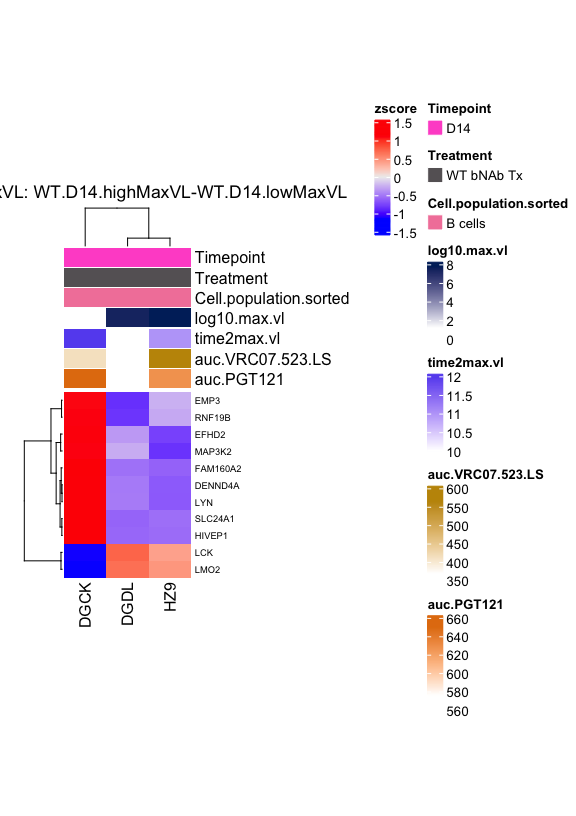 xVL: WT.D14.highMaxVL-WT.D14.lowMaxVL
Timepoint
Treatment
Cell.population.sorted
log10.max.vl
time2max.vl
auc.VRC07.523.LS
auc.PGT121
EMP3
RNF19B
EFHD2
MAP3K2
FAM160A2
DENND4A
LYN
SLC24A1
HIVEP1
LCK
LMO2
DGCK
DGDL
HZ9
zscore
1.5
1
0.5
0
-0.5
-1
-1.5
Timepoint
D14
Treatment
WT bNAb Tx
Cell.population.sorted
B cells
log10.max.vl
8
6
4
2
0
time2max.vl
12
11.5
11
10.5
10
auc.VRC07.523.LS
600
550
500
450
400
350
auc.PGT121
660
640
620
600
580
560